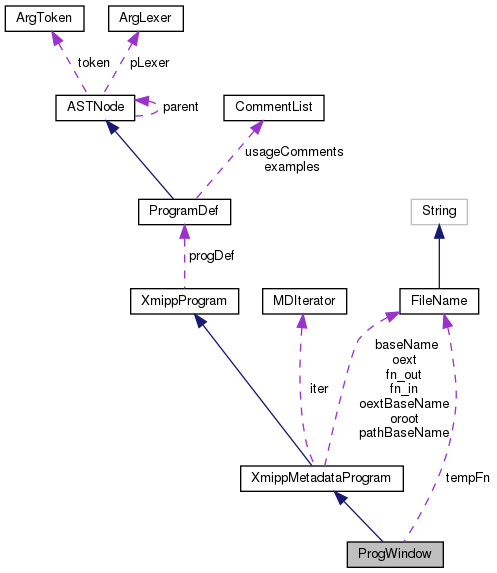 ArgToken
ArgLexer
token
pLexer
ASTNode
parent
CommentList
usageComments
examples
ProgramDef
String
progDef
XmippProgram
MDIterator
FileName
baseName
oext
fn_out
fn_in
oextBaseName
oroot
pathBaseName
iter
XmippMetadataProgram
tempFn
ProgWindow